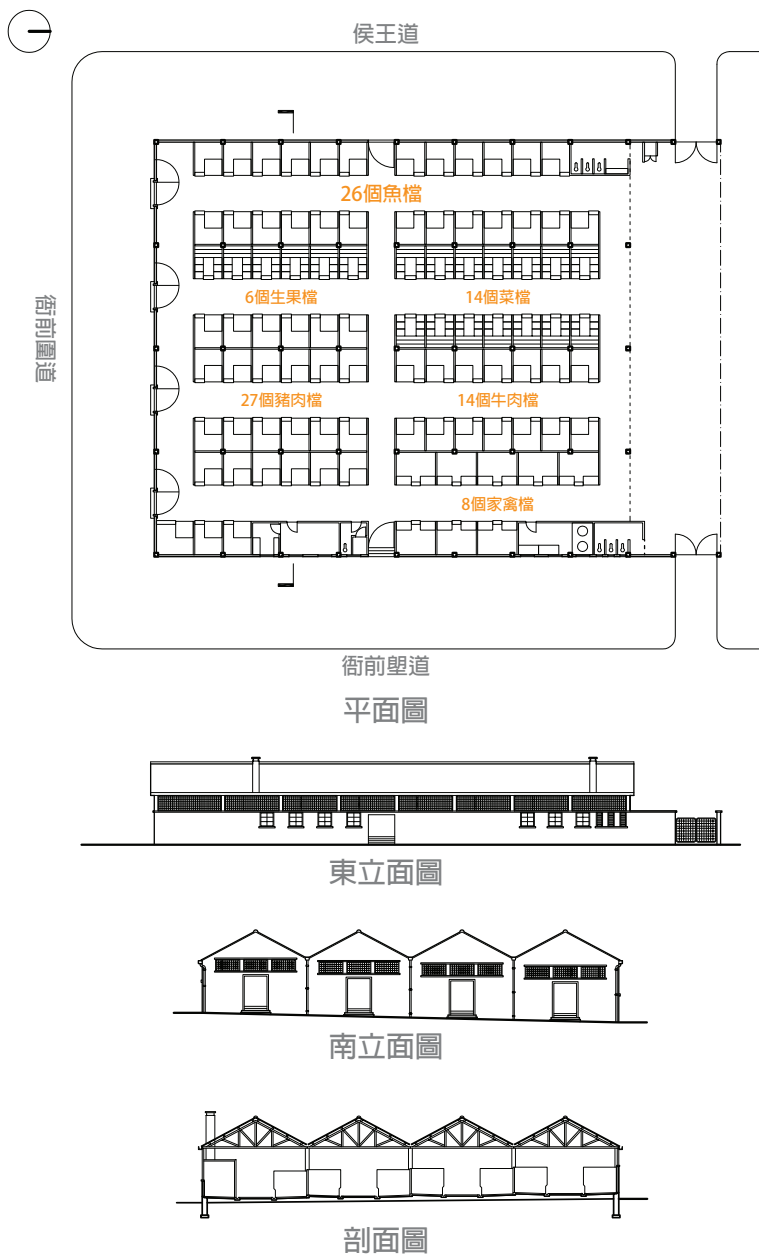 侯王道
26個魚檔
衙前圍道
6個生果檔
14個菜檔
27個豬肉檔
14個牛肉檔
8個家禽檔
衙前塱道
平面圖
東立面圖
南立面圖
剖面圖